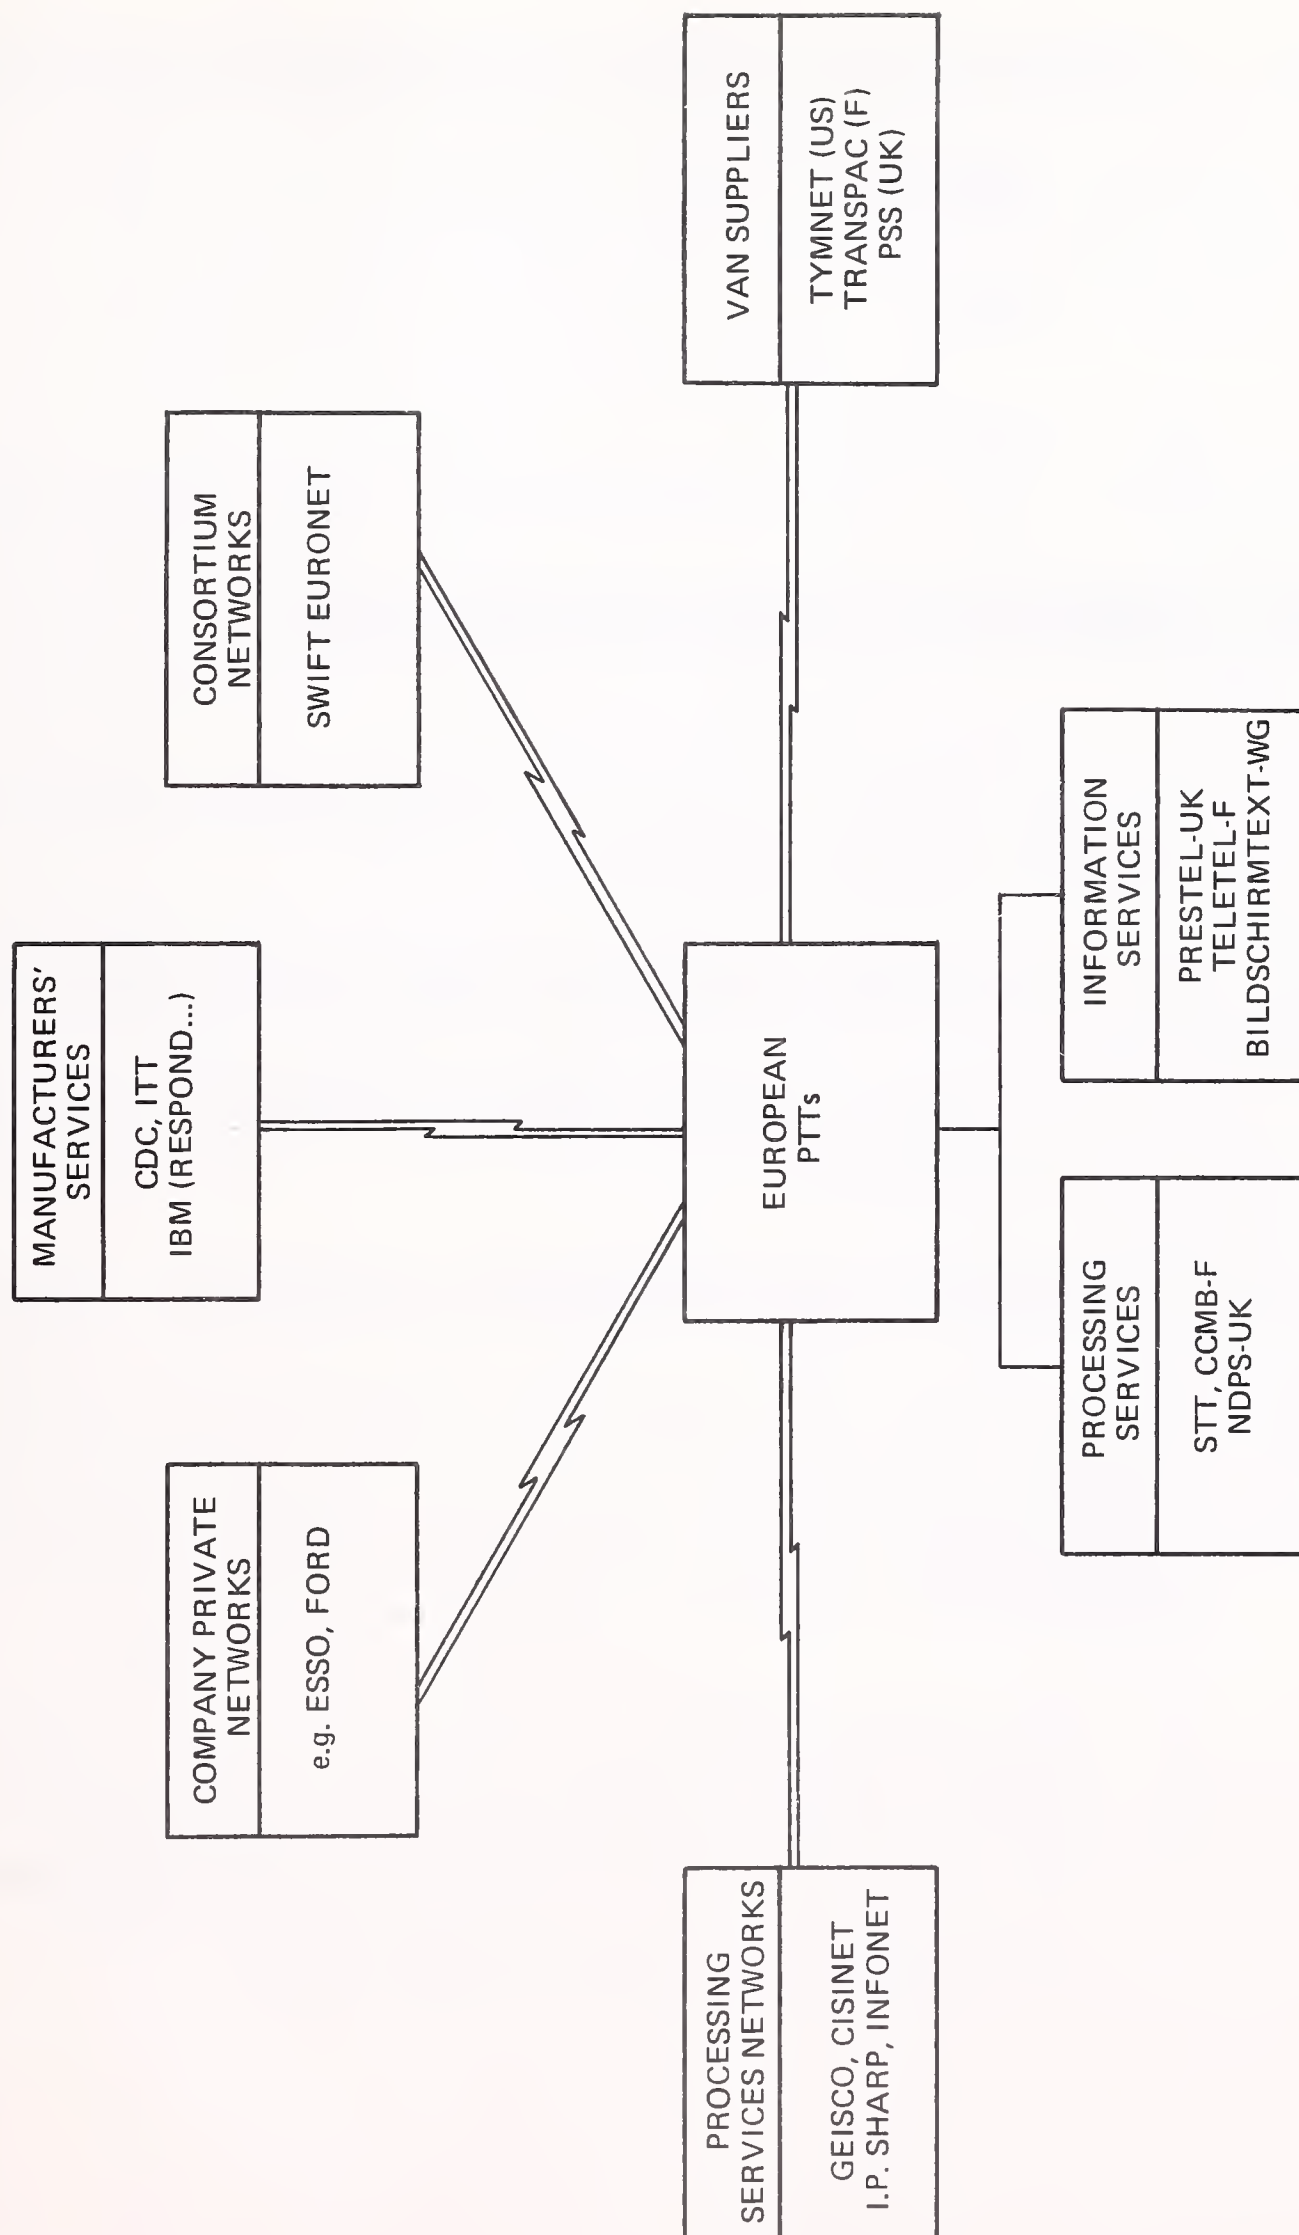 MANUFACTURERS'
SERVICES
CDC, ITT
IBM (RESPOND...)
COMPANY PRIVATE
NETWORKS
e.g. ESSO, FORD
CONSORTIUM
NETWORKS
SWIFT EURONET
PROCESSING
SERVICES NETWORKS
GEISCO, CISINET
I.P. SHARP, INFONET
EUROPEAN
PTTs
VAN SUPPLIERS
TYMNET (US)
TRANSPAC (F)
PSS (UK)
PROCESSING
SERVICES
STT, CCMB-F
NDPS-UK
INFORMATION
SERVICES
PRESTEL-UK
TELETEL-F
BILDSCHIRMTEXT-WG